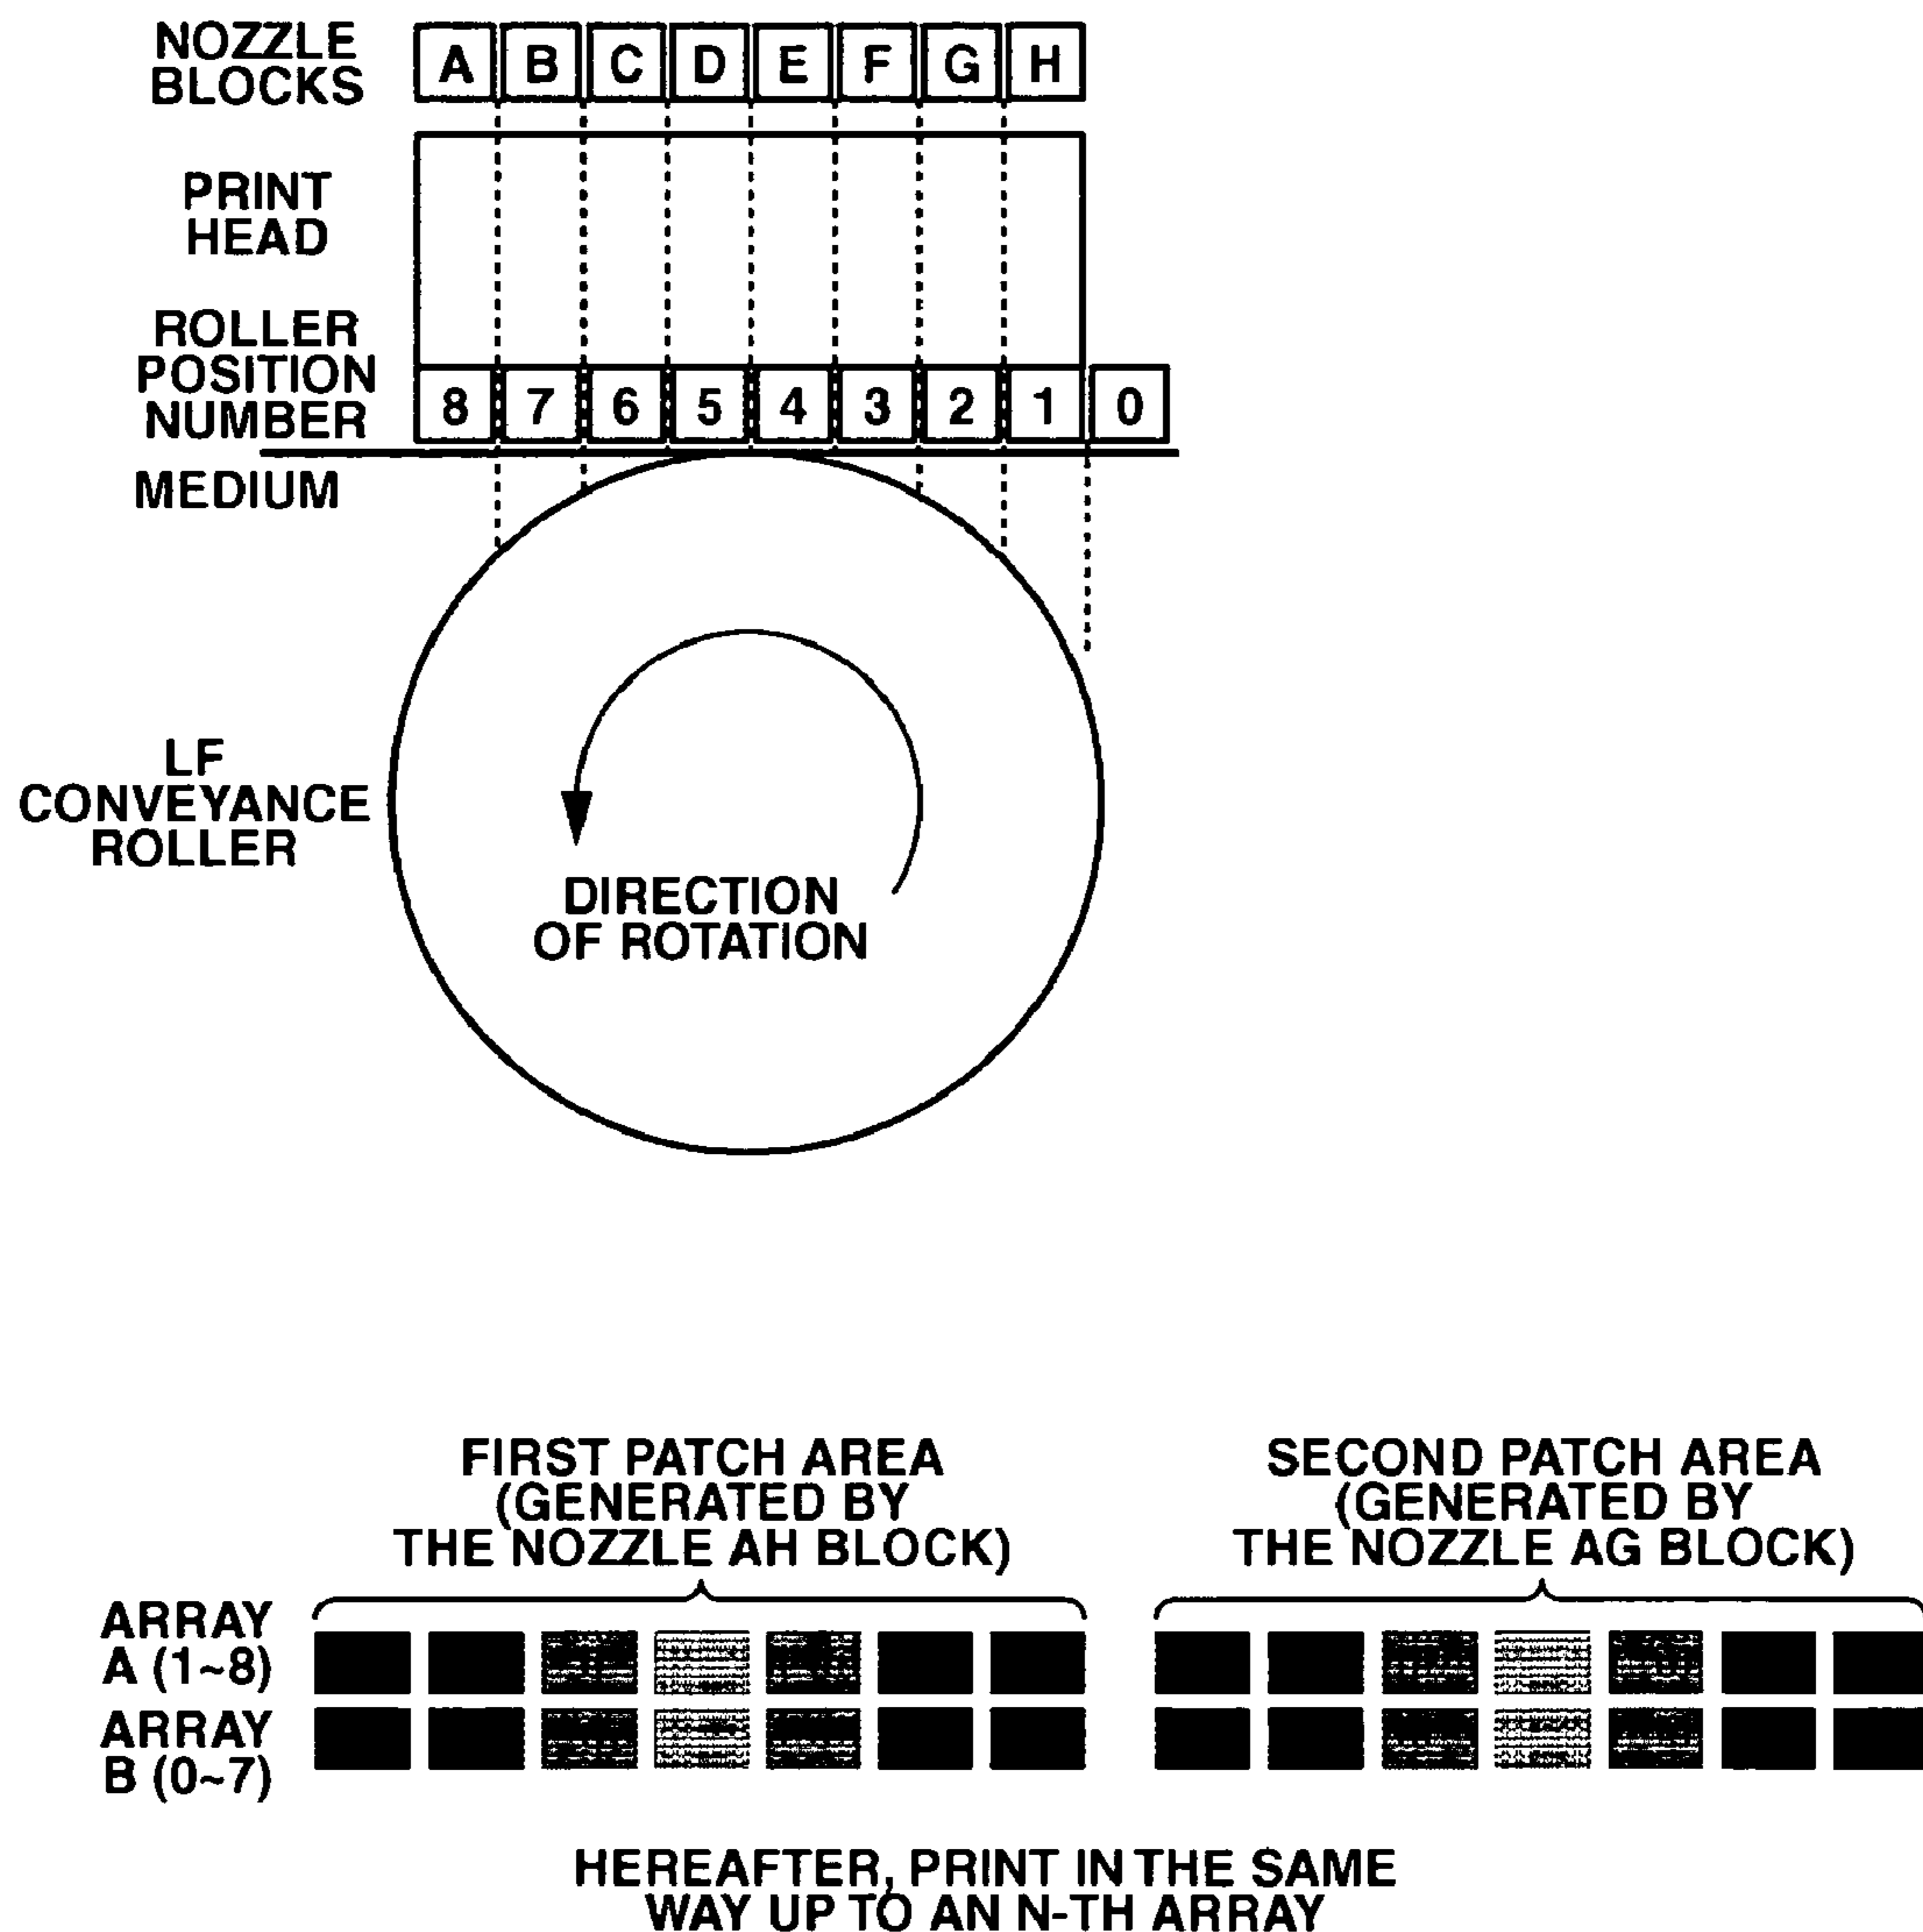 NOZZLE
BLOCKS
A B C D E F G H
PRINT
HEAD
ROLLER
POSITION
NUMBER
8 7 6 5 4 3 2 1 0
MEDIUM
LF
CONVEYANCE
ROLLER
DIRECTION
OF ROTATION
FIRST PATCH AREA
(GENERATED BY
THE NOZZLE AH BLOCK)
SECOND PATCH AREA
(GENERATED BY
THE NOZZLE AG BLOCK)
ARRAY
A (1~8)
ARRAY
B (0~7)
HEREAFTER, PRINT IN THE SAME
WAY UP TO AN N-TH ARRAY